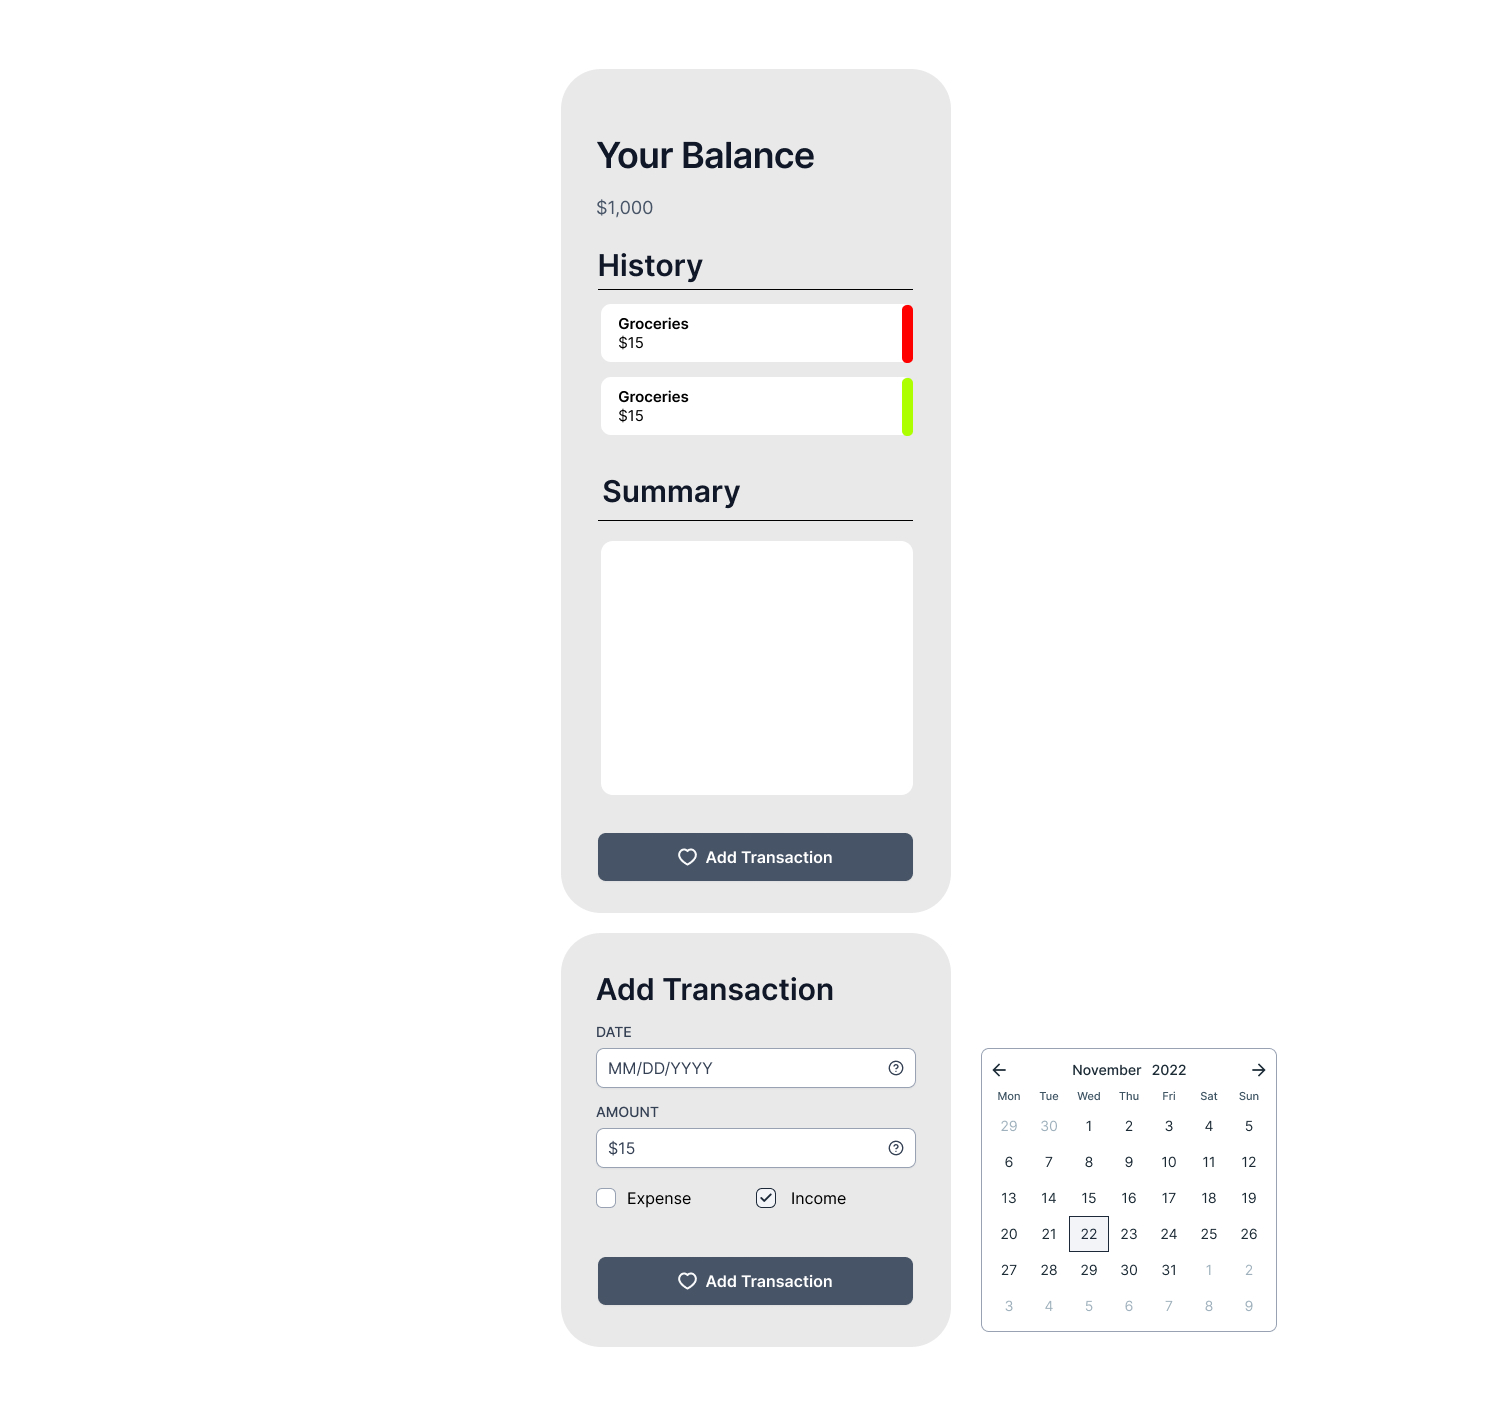 Your Balance
$1,000
History
Groceries
$15
Groceries
$15
Summary
Add Transaction
Add Transaction
DATE
MM/DD/YYYY
AMOUNT
$15
Expense Income
Add Transaction
November 2022
Mon Tue Wed Thu Fri Sat Sun
29 30 1 2 3 4 5
6 7 8 9 10 11 12
13 14 15 16 17 18 19
20 21 22 23 24 25 26
27 28 29 30 31 1 2
3 4 5 6 7 8 9